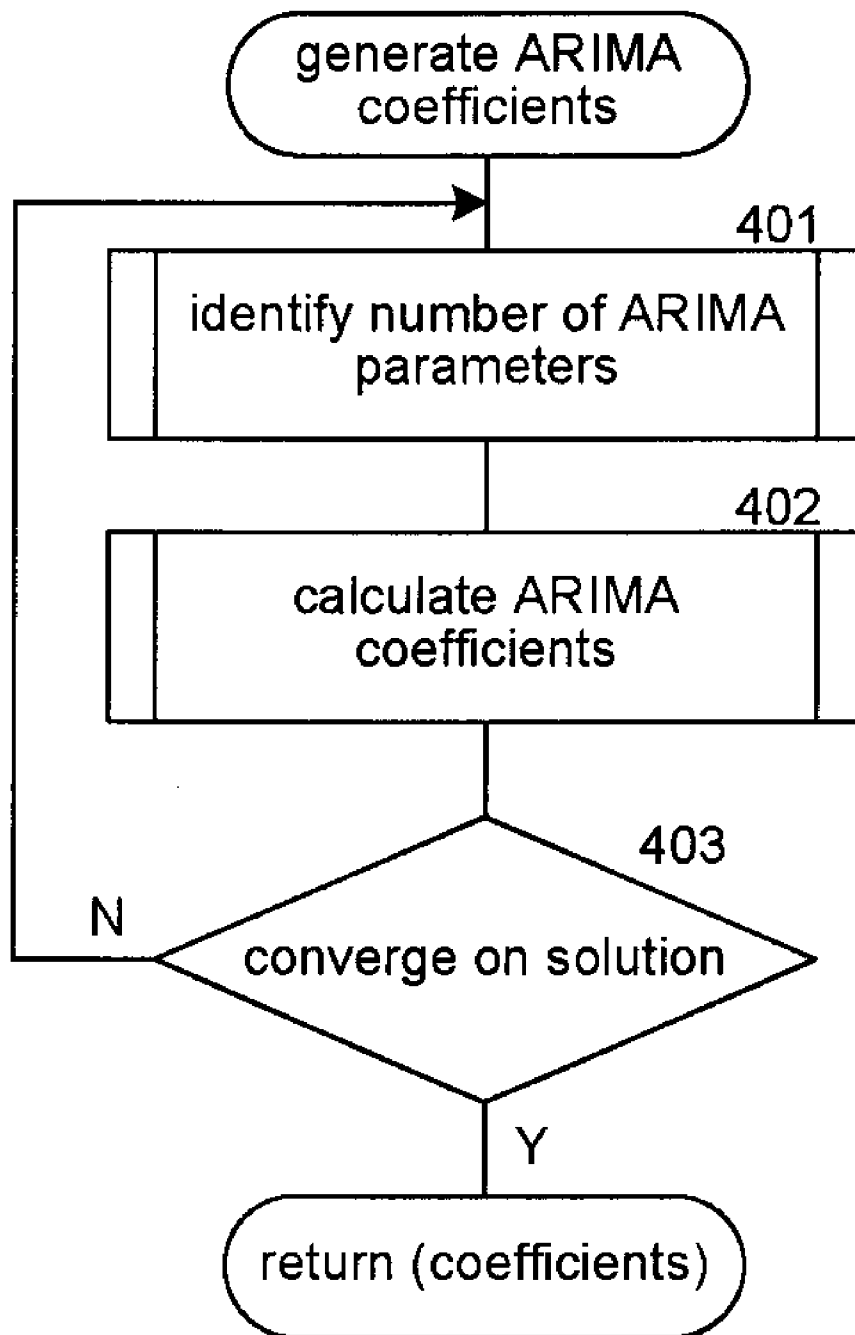 generate ARIMA
coefficients
401
identify number of ARIMA
parameters
402
calculate ARIMA
coefficients
403
converge on solution
N
Y
return (coefficients)